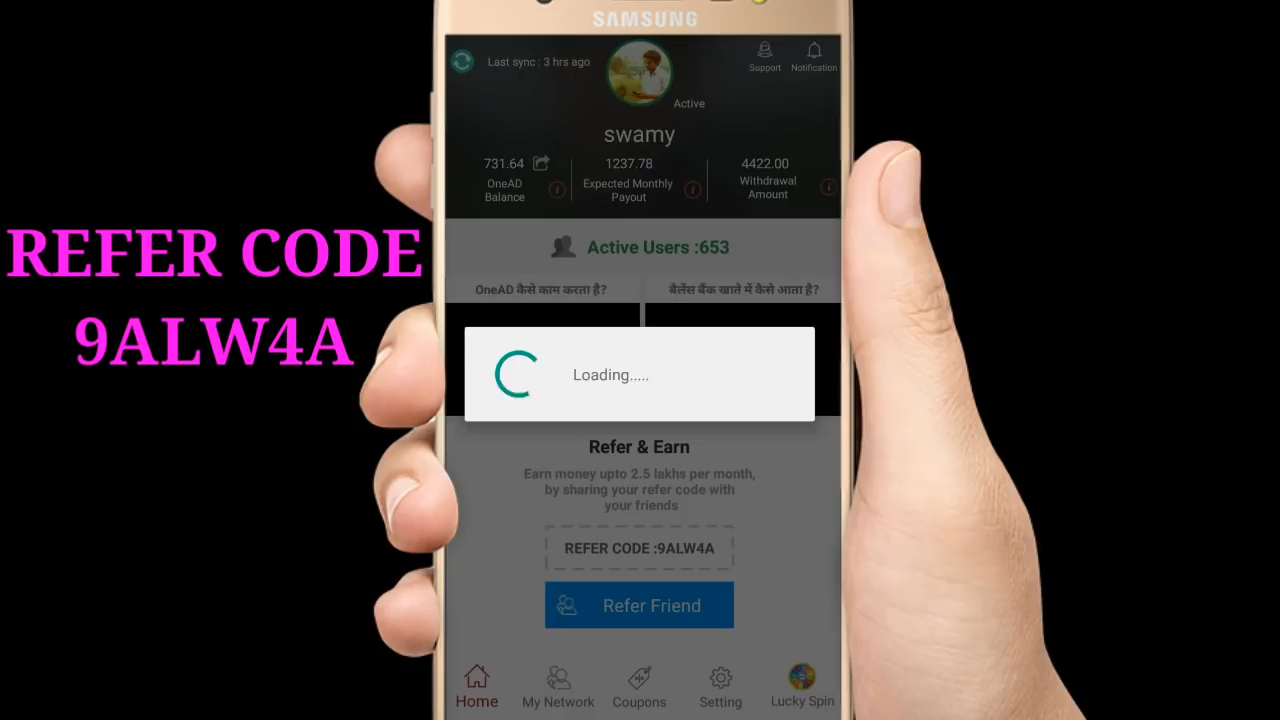 SAMSUNG
Last sync : 3 hrs ago
Support
Notification
Active
swamy
731.64
1237.78
4422.00
OneAD
Balance
Expected Monthly
Payout
Withdrawal
Amount
REFER CODE
9ALW4A
Active Users :653
OneAD कैसे काम करता है?
बैलेंस बैंक खाते में कैसे आता है?
Loading.....
Refer & Earn
Earn money upto 2.5 lakhs per month,
by sharing your refer code with
your friends
REFER CODE :9ALW4A
Refer Friend
Home
My Network
Coupons
Setting
Lucky Spin